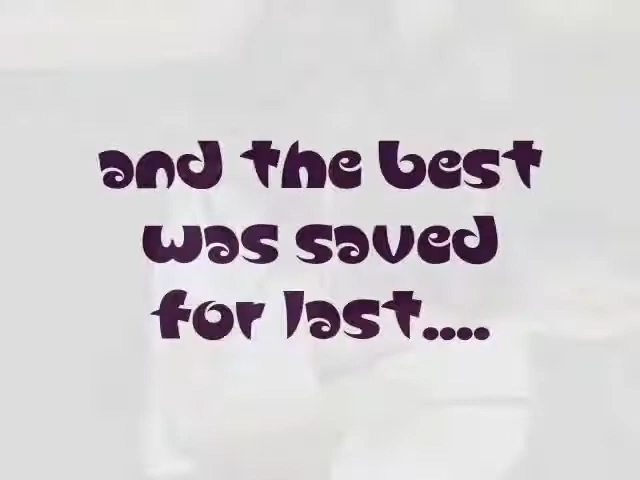 and the best
was saved
for last....